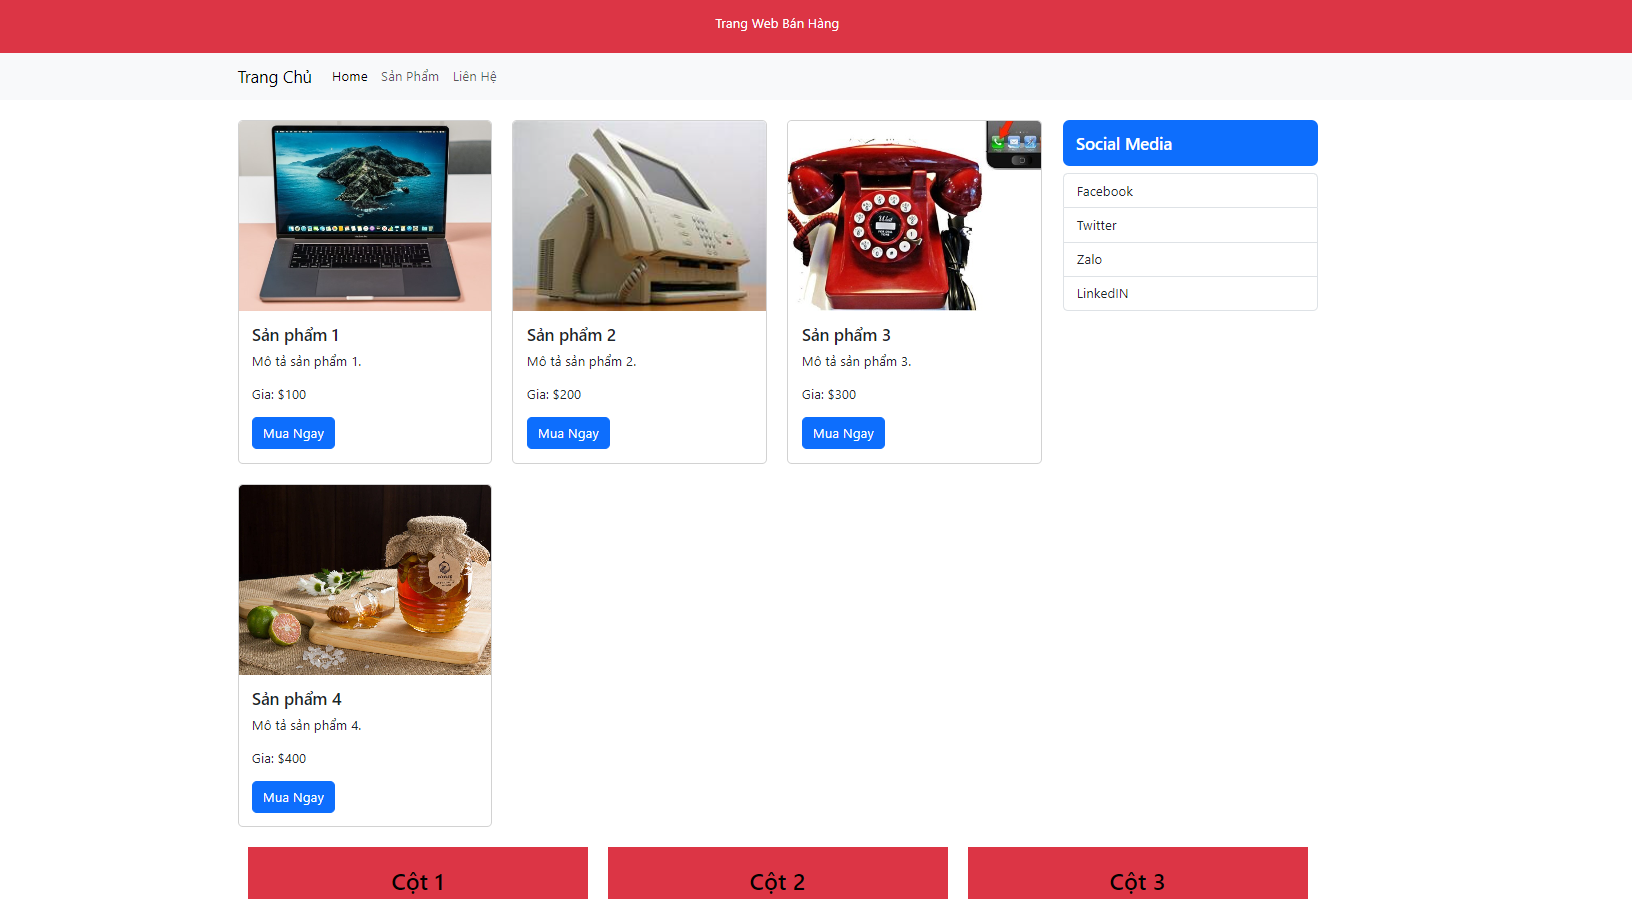 Trang Web Bán Hàng
Trang Chủ Home Sản Phẩm Liên Hệ
Sản phẩm 1
Mô tả sản phẩm 1.
Gia: $100
Mua Ngay
Sản phẩm 2
Mô tả sản phẩm 2.
Gia: $200
Mua Ngay
Sản phẩm 3
Mô tả sản phẩm 3.
Gia: $300
Mua Ngay
Social Media
Facebook
Twitter
Zalo
LinkedIN
Sản phẩm 4
Mô tả sản phẩm 4.
Gia: $400
Mua Ngay
Cột 1
Cột 2
Cột 3